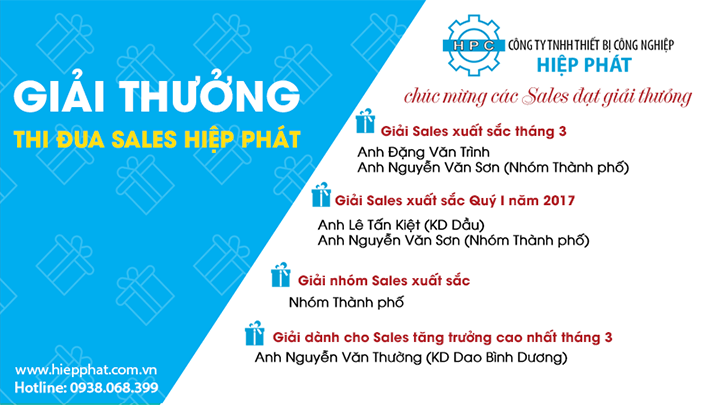 GIẢI THƯỞNG
THI ĐUA SALES HIỆP PHÁT
www.hiepphat.com.vn
Hotline: 0938.068.399
HPC
CÔNG TY TNHH THIẾT BỊ CÔNG NGHIỆP
HIỆP PHÁT
chúc mừng các Sales đạt giải thưởng
Giải Sales xuất sắc tháng 3
Anh Đặng Văn Trình
Anh Nguyễn Văn Sơn (Nhóm Thành phố)
Giải Sales xuất sắc Quý I năm 2017
Anh Lê Tấn Kiệt (KD Dầu)
Anh Nguyễn Văn Sơn (Nhóm Thành phố)
Giải nhóm Sales xuất sắc
Nhóm Thành phố
Giải dành cho Sales tăng trưởng cao nhất tháng 3
Anh Nguyễn Văn Thường (KD Dao Bình Dương)